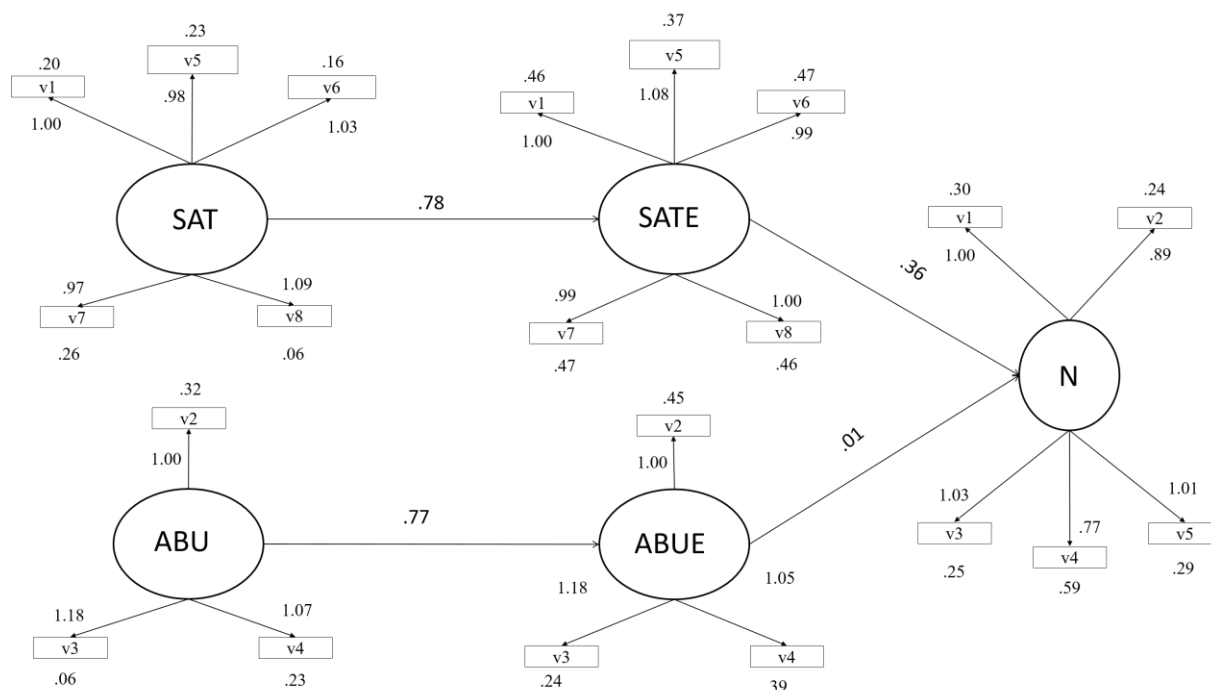 .23
v5
.20
v1
.16
v6
.98
1.00
1.03
SAT
.78
.97
v7
.26
1.09
v8
.06
.37
v5
.46
v1
.47
v6
1.08
1.00
.99
SATE
.36
.99
v7
.47
1.00
v8
.46
.30
v1
.24
v2
1.00
.89
N
1.03
v3
.25
.77
v4
.59
1.01
v5
.29
.32
v2
1.00
ABU
.77
1.18
v3
.06
1.07
v4
.23
.45
v2
1.00
ABUE
.01
1.18
v3
.24
1.05
v4
.39